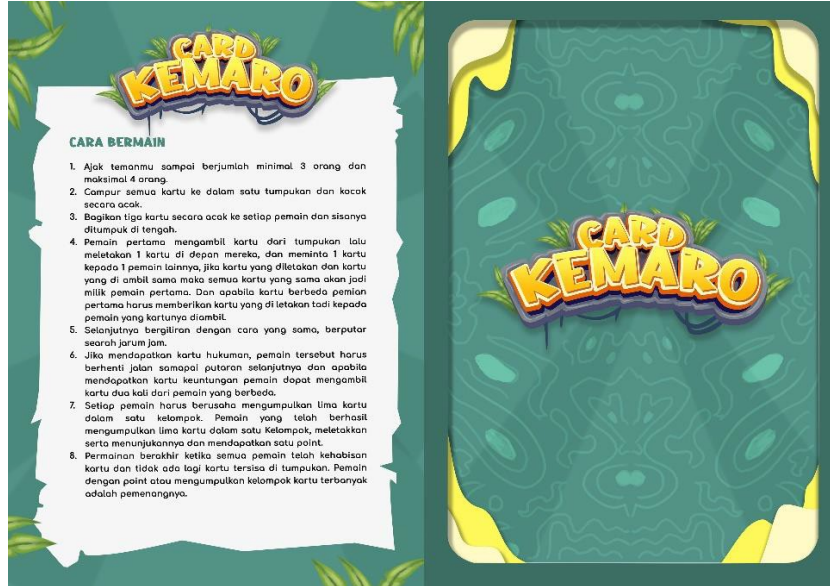 CARD
KEMARO
CARA BERMAIN
1. Ajak temanmu sampai berjumlah minimal 3 orang dan
maksimal 4 orang.
2. Campur semua kartu ke dalam satu tumpukan dan kocok
secara acak.
3. Bagikan tiga kartu secara acak ke setiap pemain dan sisanya
ditumpuk di tengah.
4. Pemain pertama mengambil kartu dari tumpukan lalu
meletakan 1 kartu di depan mereka, dan meminta 1 kartu
kepada 1 pemain lainnya, jika kartu yang diletakan dan kartu
yang di ambil sama maka semua kartu yang sama akan jadi
milik pemain pertama. Dan apabila kartu berbeda pemian
pertama harus memberikan kartu yang di letakan tadi kepada
pemain yang kartunya diambil.
5. Selanjutnya bergiliran dengan cara yang sama, berputar
searah jarum jam.
6. Jika mendapatkan kartu hukuman, pemain tersebut harus
berhenti jalan samapai putaran selanjutnya dan apabila
mendapatkan kartu keuntungan pemain dapat mengambil
kartu dua kali dari pemain yang berbeda.
7. Setiap pemain harus berusaha mengumpulkan lima kartu
dalam satu kelompok. Pemain yang telah berhasil
mengumpulkan lima kartu dalam satu Kelompok, meletakkan
serta menunjukannya dan mendapatkan satu point.
8. Permainan berakhir ketika semua pemain telah kehabisan
kartu dan tidak ada lagi kartu tersisa di tumpukan. Pemain
dengan point atau mengumpulkan kelompok kartu terbanyak
adalah pemenangnya.
CARD
KEMARO